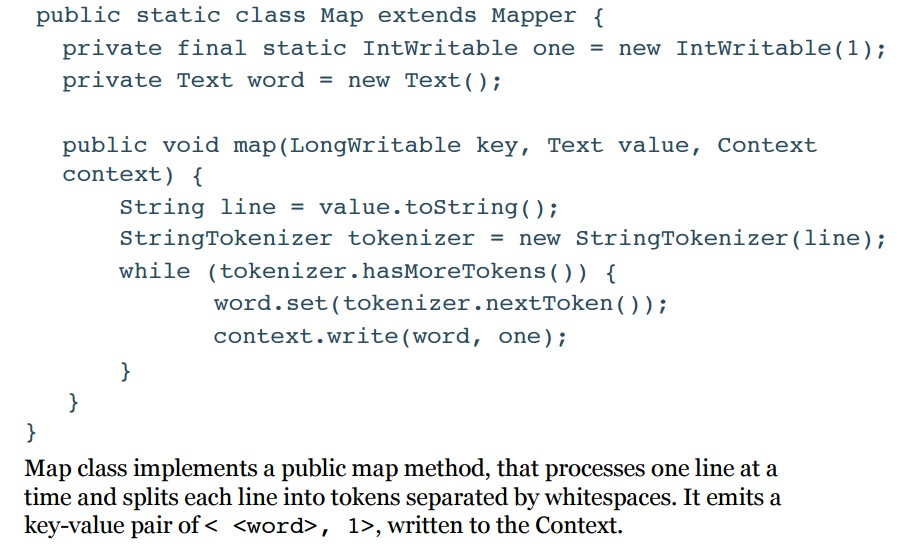 public static class Map extends Mapper {
private final static IntWritable one = new IntWritable(1);
private Text word = new Text();
public void map(LongWritable key, Text value, Context
context) {
String line = value.toString();
StringTokenizer tokenizer = new StringTokenizer(line);
while (tokenizer.hasMoreTokens()) {
word.set(tokenizer.nextToken());
context.write(word, one);
}
}
}
Map class implements a public map method, that processes one line at a
time and splits each line into tokens separated by whitespaces. It emits a
key-value pair of < <word>, 1>, written to the Context.